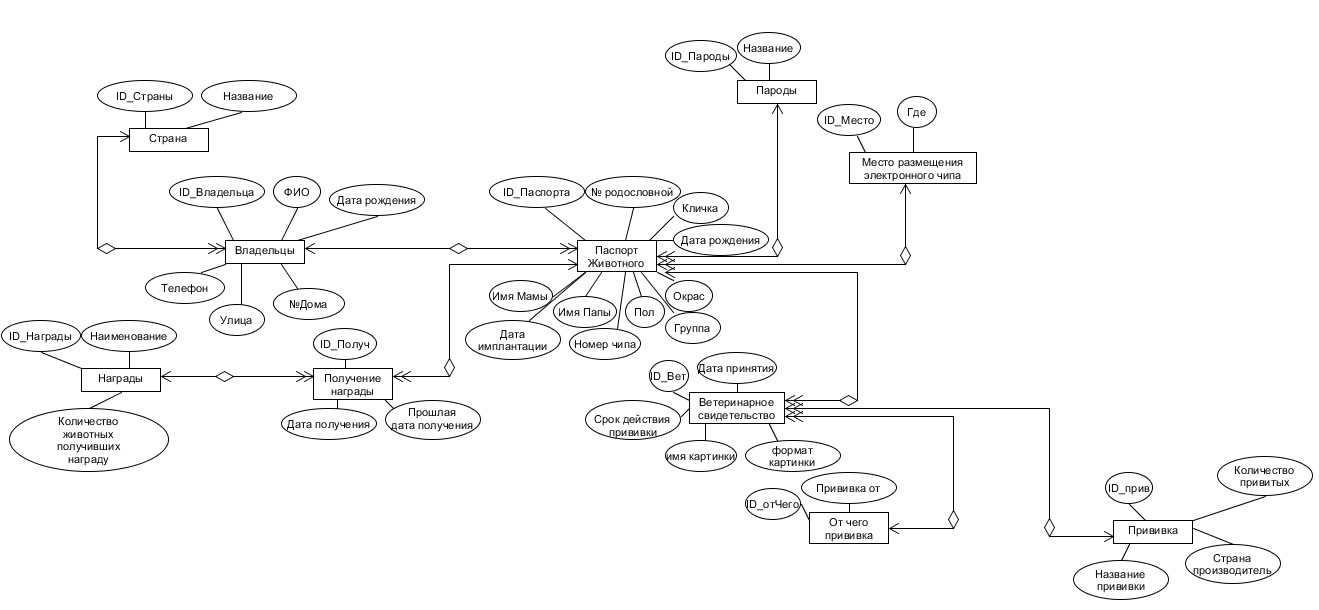 ID_Пароды
Название
Пароды
ID_Страны
Название
Страна
ID_Место
Где
Место размещения
электронного чипа
ID_Владельца
ФИО
Дата рождения
Владельцы
Телефон
Улица
№Дома
ID_Паспорта
№ родословной
Кличка
Дата рождения
Паспорт
Животного
Имя Мамы
Дата
имплантации
Имя Папы
Номер чипа
Пол
Окрас
Группа
ID_Награды
Наименование
Награды
Количество
животных
получивших
награду
ID_Получ
Получение
награды
Дата получения
Прошлая
дата получения
ID_Вет
Дата принятия
Ветеринарное
свидетельство
Срок действия
прививки
имя картинки
формат
картинки
ID_отЧего
Прививка от
От чего
прививка
ID_прив
Количество
привитых
Прививка
Название
прививки
Страна
производитель